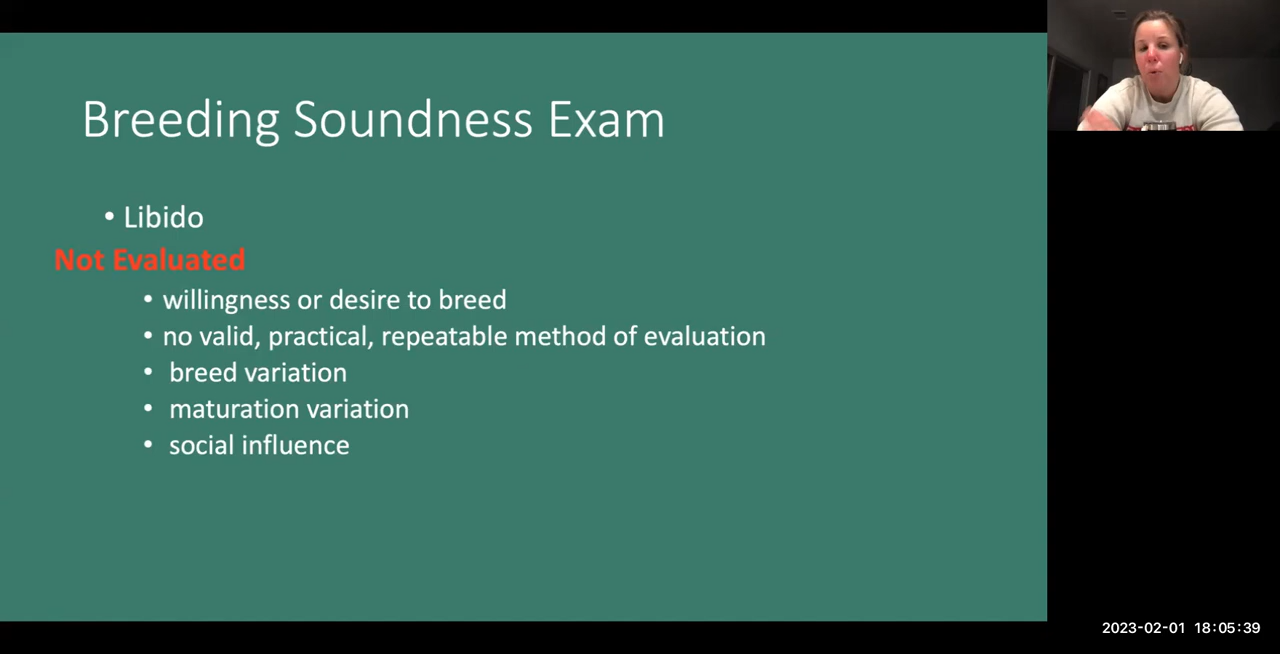 Breeding Soundness Exam
• Libido
Not Evaluated
• willingness or desire to breed
• no valid, practical, repeatable method of evaluation
• breed variation
• maturation variation
• social influence
2023-02-01 18:05:39